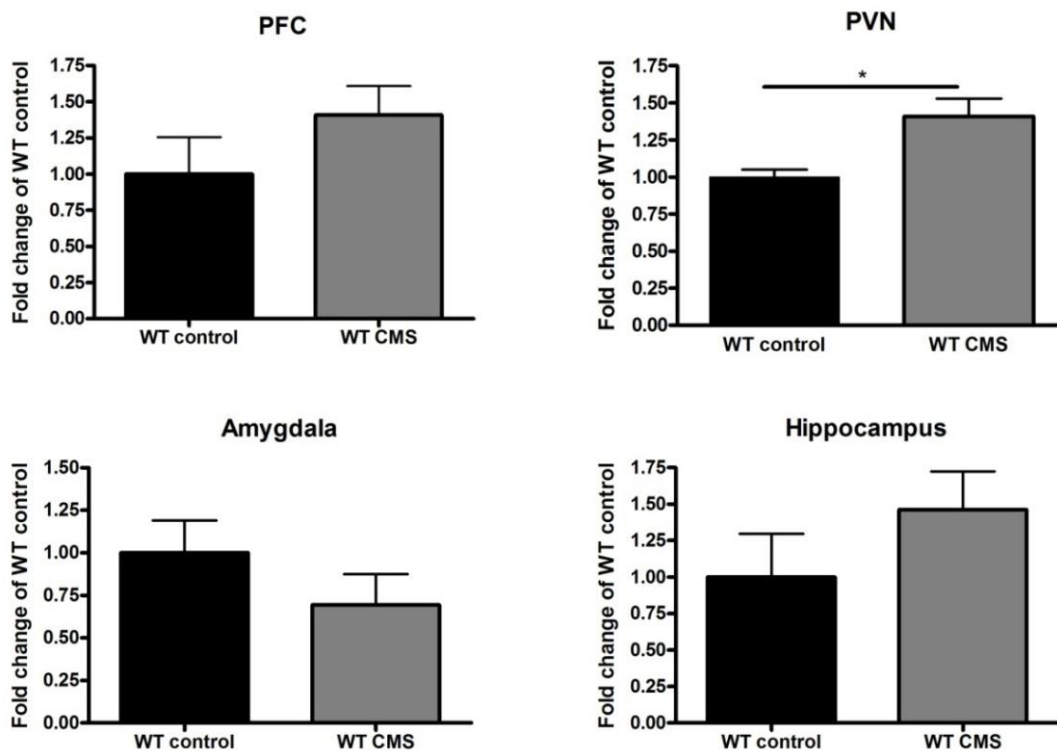 PFC
Fold change of WT control
1.75
1.50
1.25
1.00
0.75
0.50
0.25
0.00
WT control
WT CMS
PVN
*
Fold change of WT control
1.75
1.50
1.25
1.00
0.75
0.50
0.25
0.00
WT control
WT CMS
Amygdala
Fold change of WT control
1.50
1.25
1.00
0.75
0.50
0.25
0.00
WT control
WT CMS
Hippocampus
Fold change of WT control
1.75
1.50
1.25
1.00
0.75
0.50
0.25
0.00
WT control
WT CMS